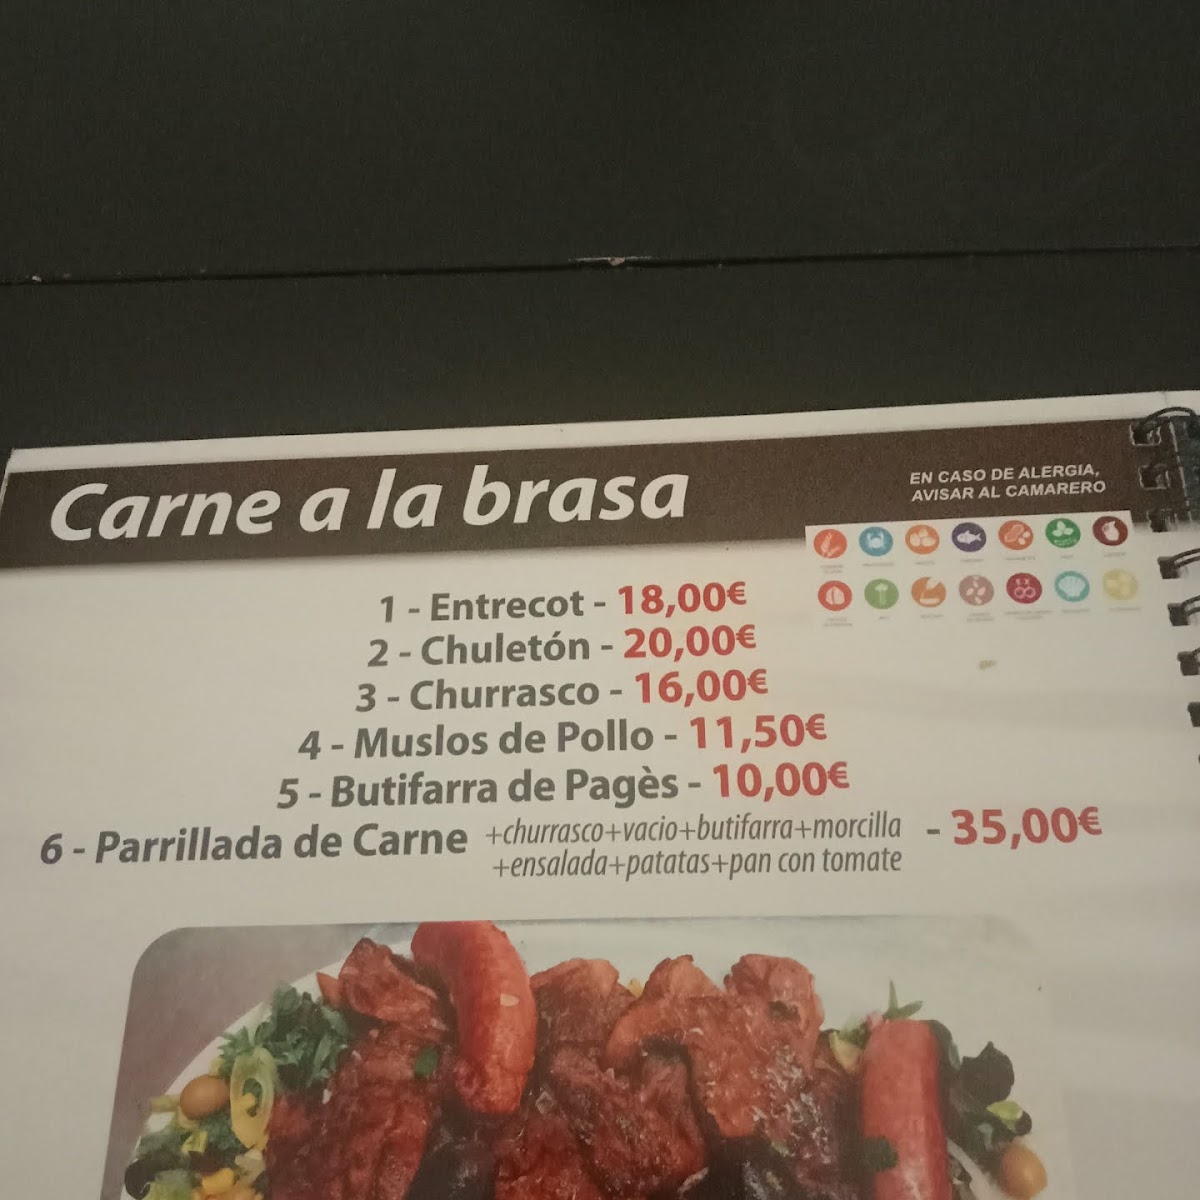 Carne a la brasa
EN CASO DE ALERGIA,
AVISAR AL CAMARERO
1 - Entrecot - 18,00€
2 - Chuletón - 20,00€
3 - Churrasco - 16,00€
4 - Muslos de Pollo - 11,50€
5 - Butifarra de Pagès - 10,00€
6 - Parrillada de Carne +churrasco+vacio+butifarra+morcilla - 35,00€
+ensalada+patatas+pan con tomate